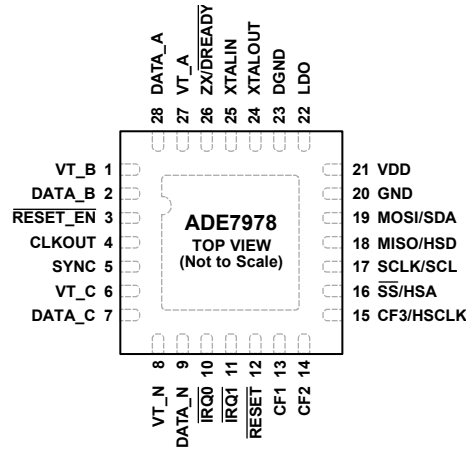 28 DATA_A
27 VT_A
26 ZX/DREADY
25 XTALIN
24 XTALOUT
23 DGND
22 LDO
VT_B 1
DATA_B 2
RESET_EN 3
CLKOUT 4
SYNC 5
VT_C 6
DATA_C 7
ADE7978
TOP VIEW
(Not to Scale)
21 VDD
20 GND
19 MOSI/SDA
18 MISO/HSD
17 SCLK/SCL
16 SS/HSA
15 CF3/HSCLK
VT_N 8
DATA_N 9
IRQ0 10
IRQ1 11
RESET 12
CF1 13
CF2 14